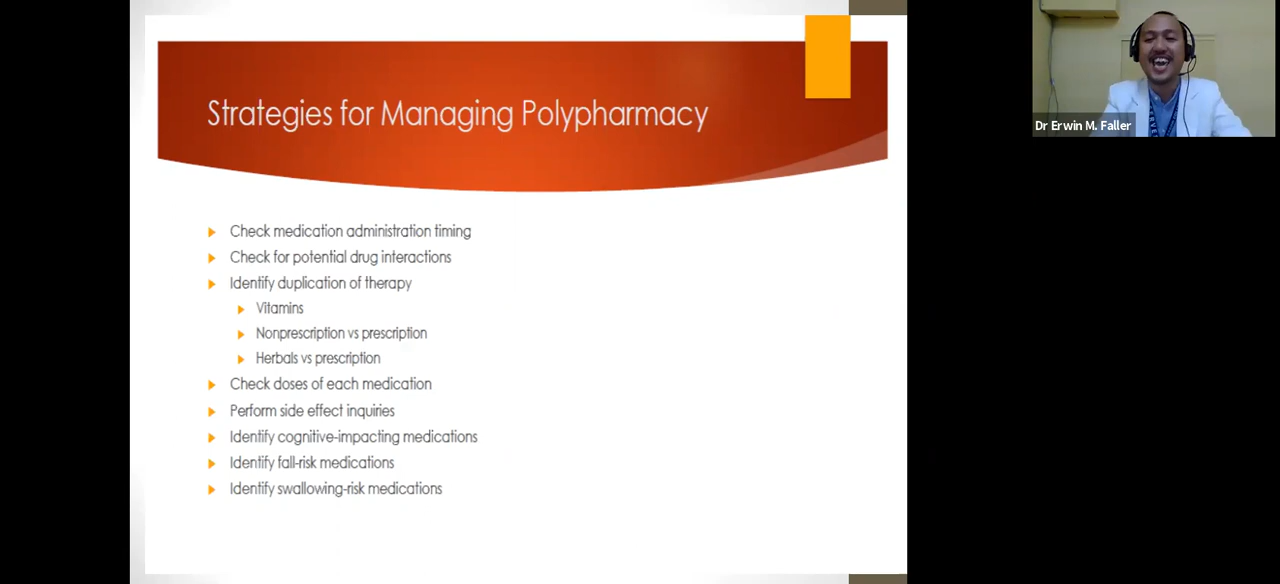 Strategies for Managing Polypharmacy
Dr Erwin M. Faller
Check medication administration timing
Check for potential drug interactions
Identify duplication of therapy
Vitamins
Nonprescription vs prescription
Herbals vs prescription
Check doses of each medication
Perform side effect inquiries
Identify cognitive-impacting medications
Identify fall-risk medications
Identify swallowing-risk medications